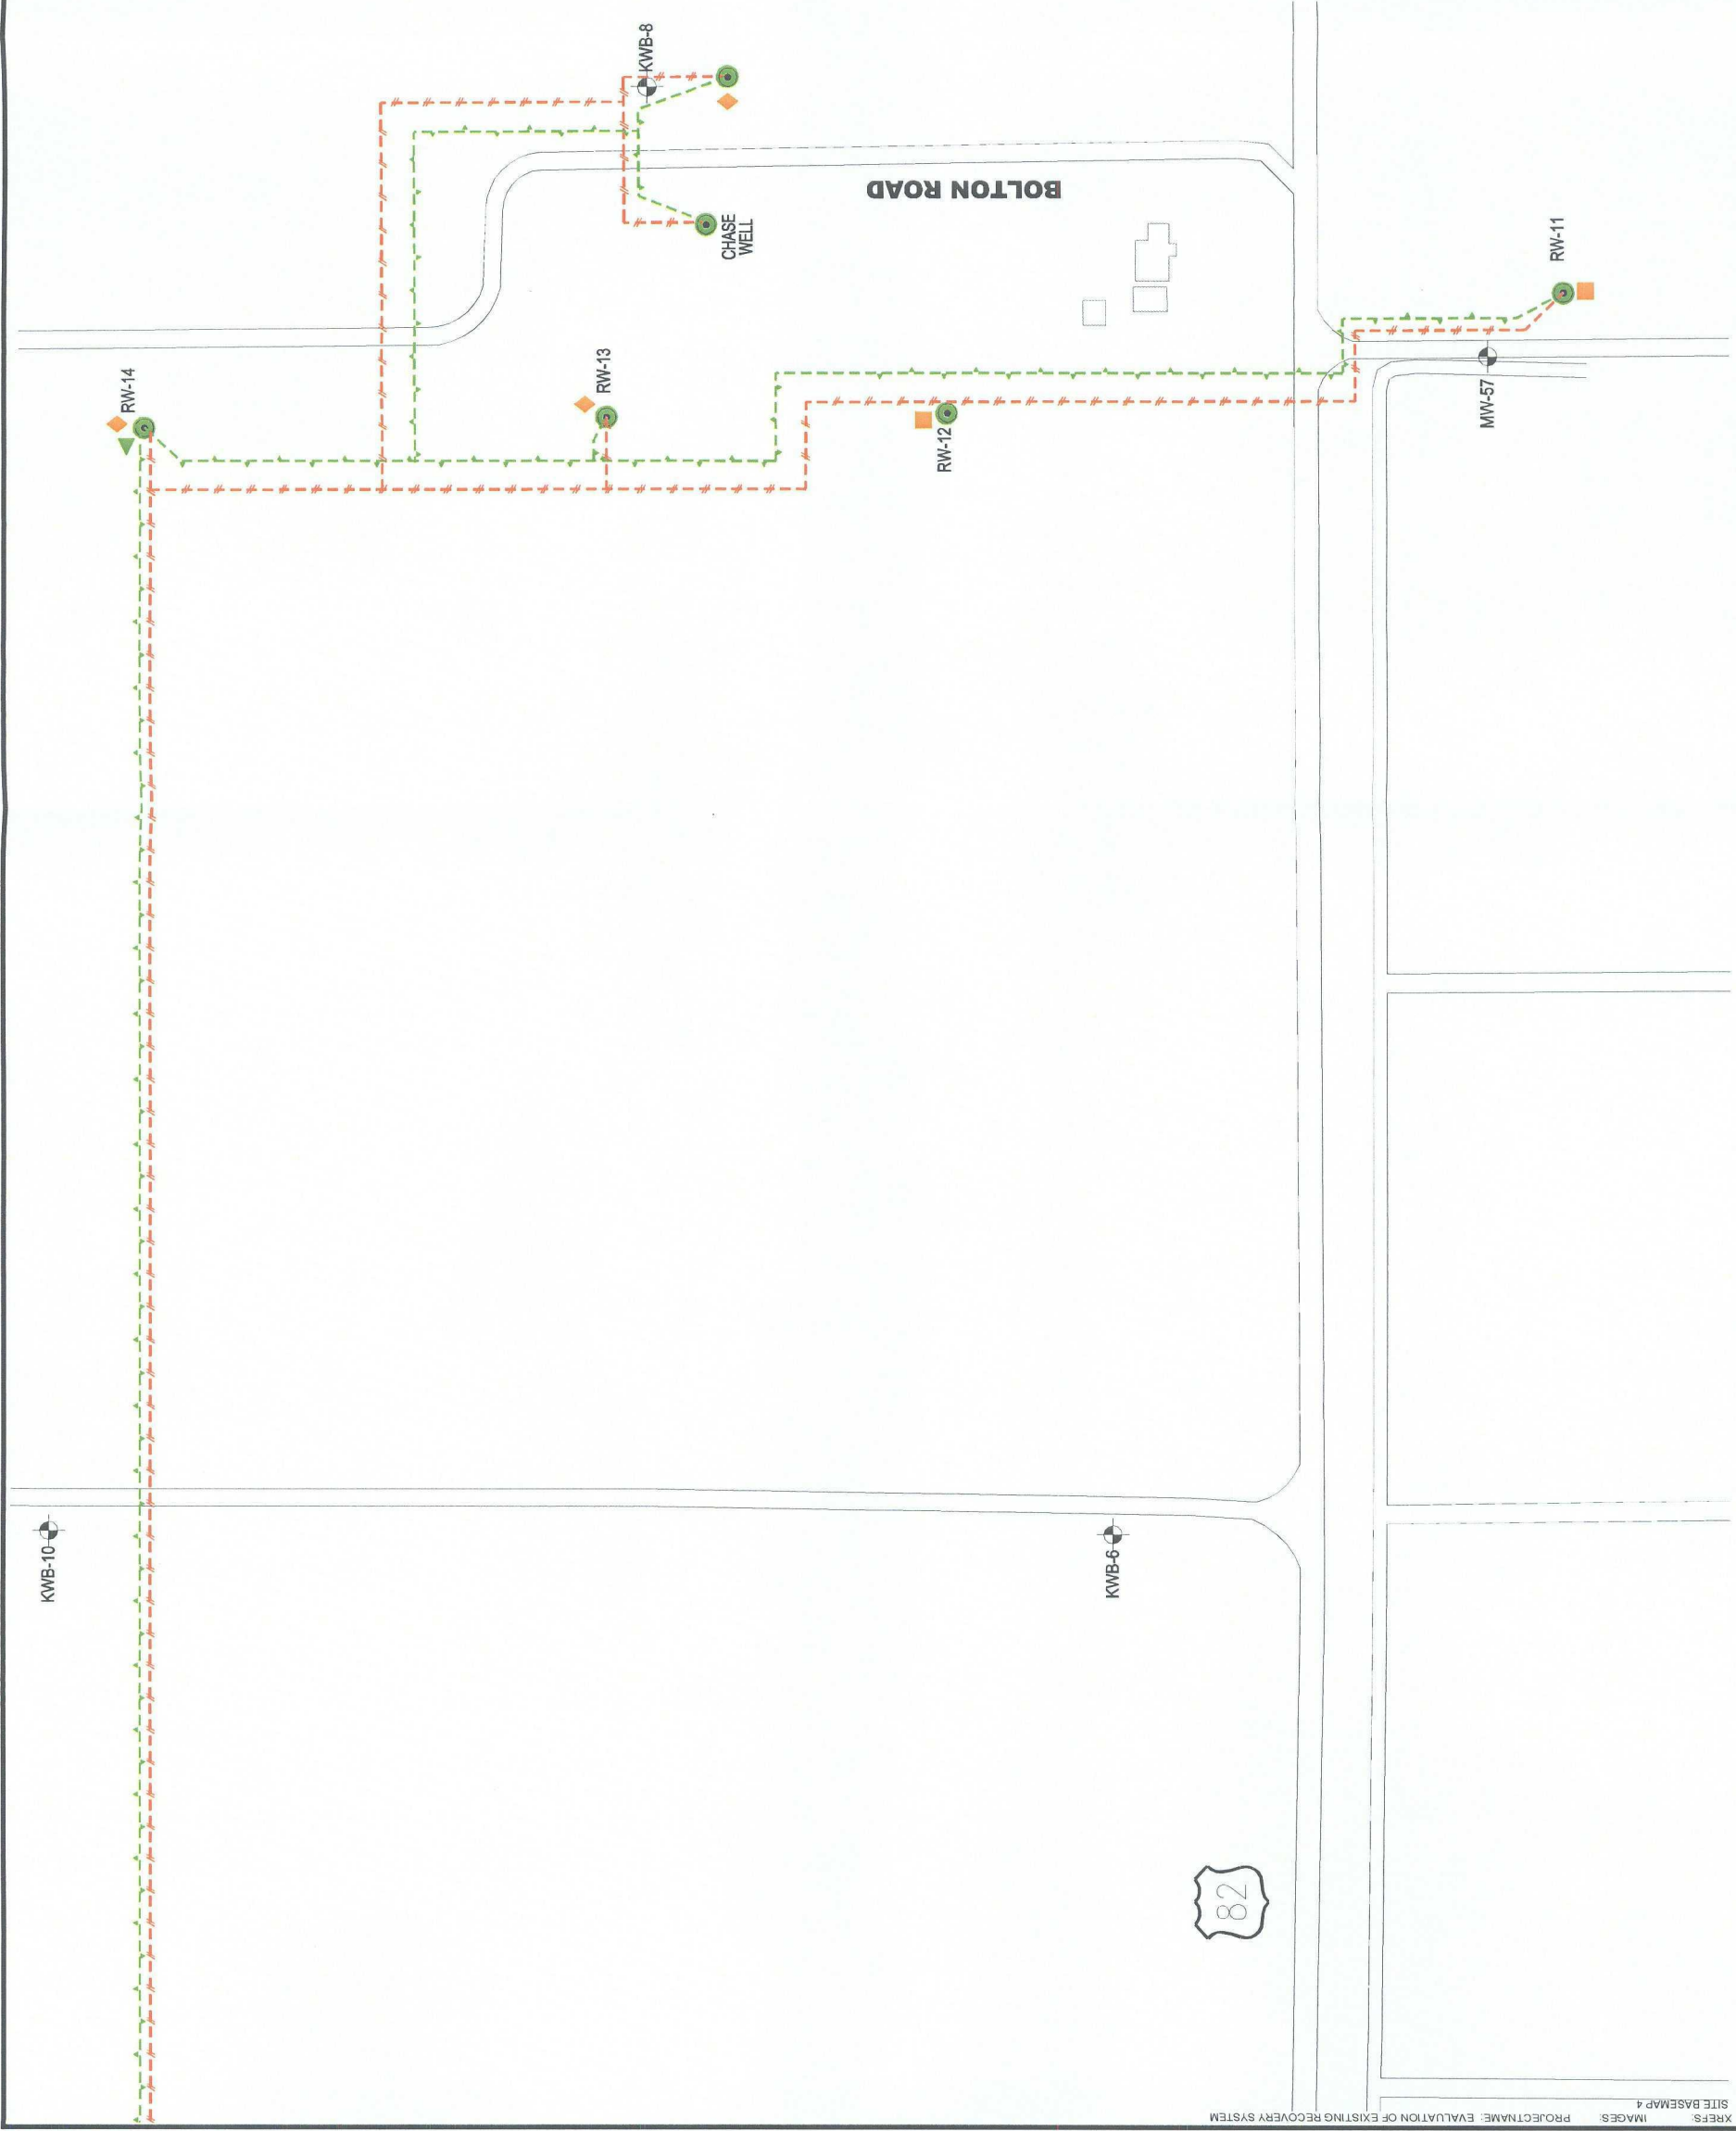 KWB-8
BOLTON ROAD
CHASE
WELL
RW-11
RW-14
RW-13
RW-12
MW-57
KWB-10
KWB-6
82
XREFS: IMAGES: PROJECTNAME: EVALUATION OF EXISTING RECOVERY SYSTEM
SITE BASEMAP 4